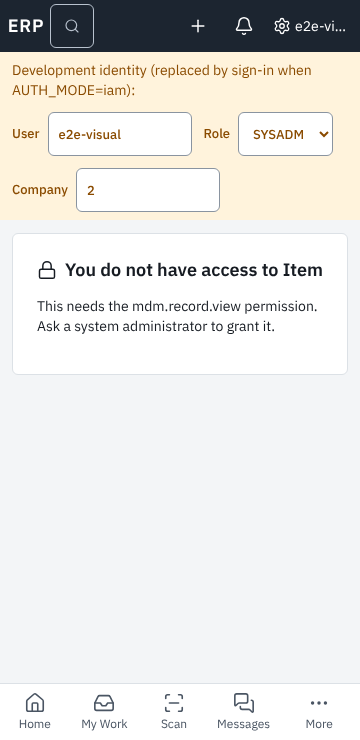 ERP
e2e-vi...
Development identity (replaced by sign-in when
AUTH_MODE=iam):
User e2e-visual Role SYSADM
Company 2
You do not have access to Item
This needs the mdm.record.view permission.
Ask a system administrator to grant it.
Home My Work Scan Messages More